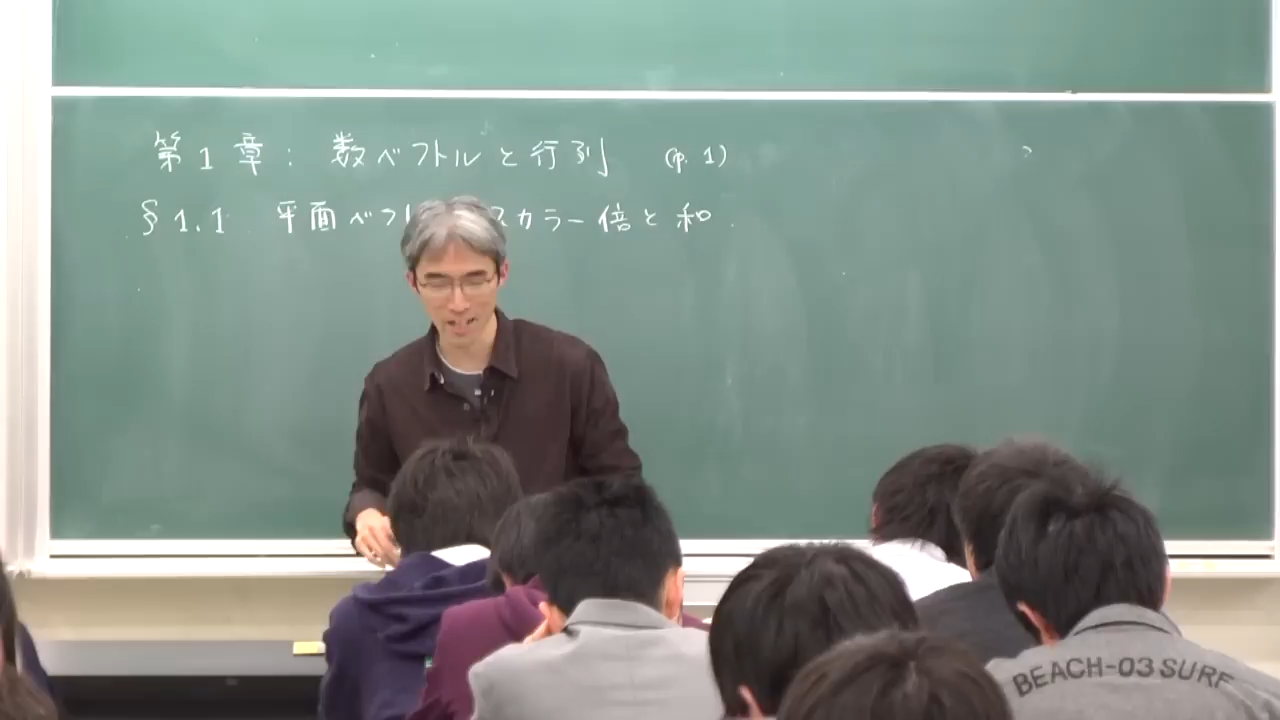 第1章: 数ベクトルと行列 (p. 1)
§1.1 平面ベク スカラー倍と和.
BEACH-03 SURF